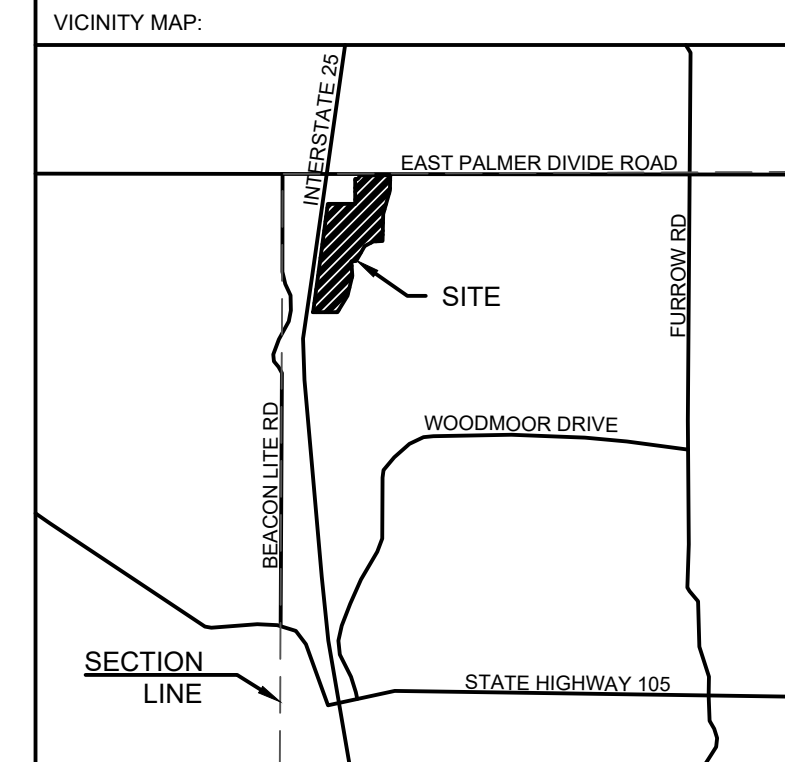 VICINITY MAP:
INTERSTATE 25
EAST PALMER DIVIDE ROAD
SITE
FURROW RD
WOODMOOR DRIVE
BEACON LITE RD
SECTION
LINE
STATE HIGHWAY 105